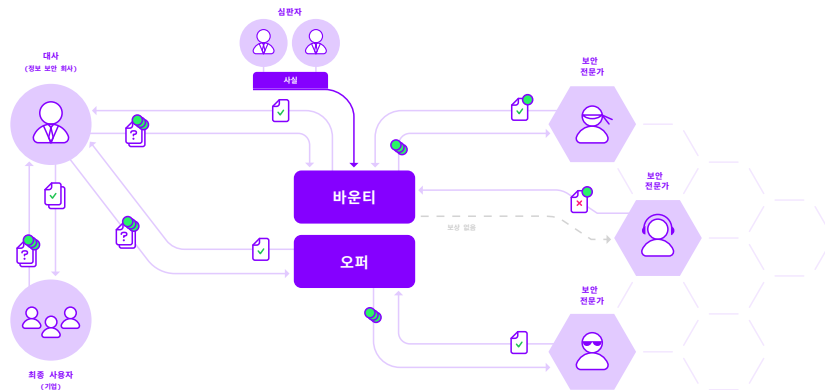 심판자
대사
(정보 보안 회사)
사실
보안
전문가
바운티
보안
전문가
보상 없음
오퍼
보안
전문가
최종 사용자
(기업)